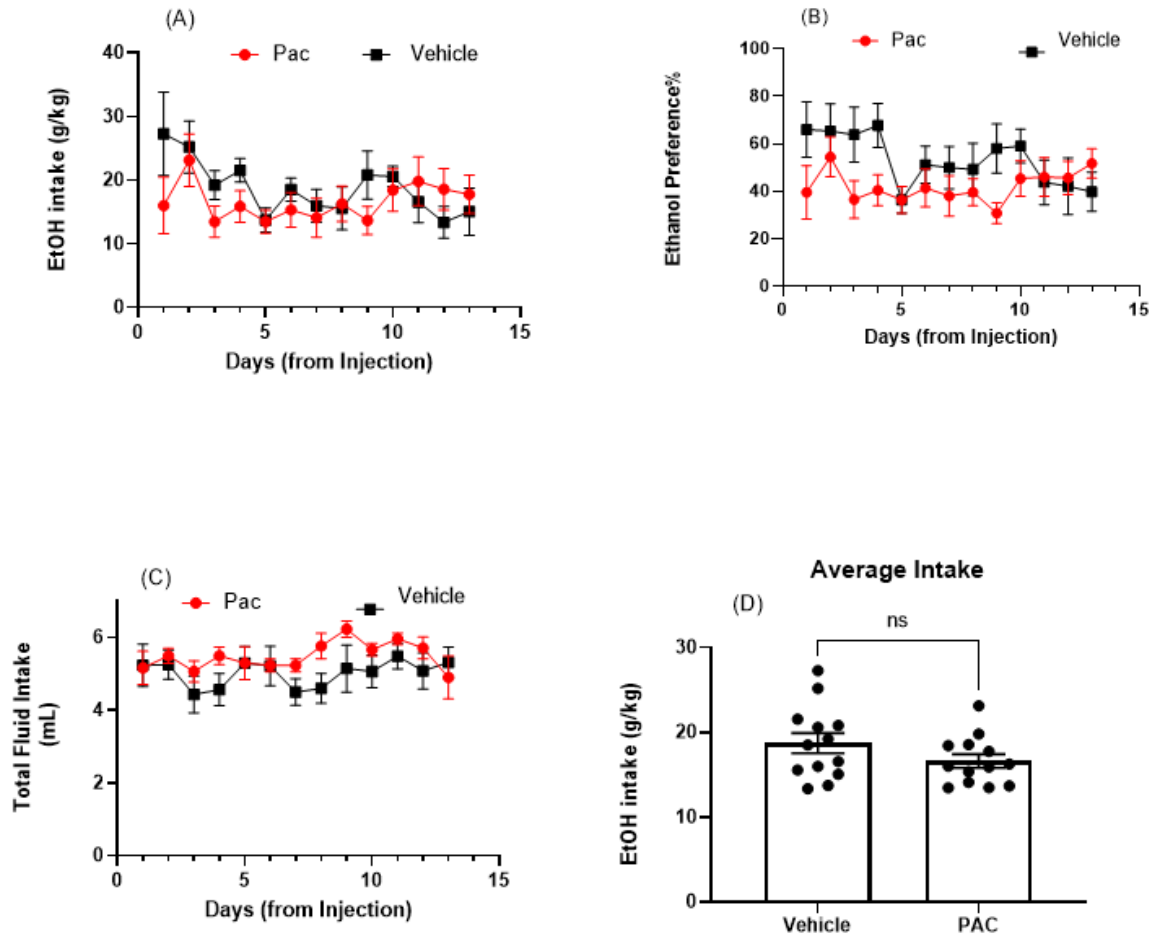 (A)
Pac Vehicle
EtOH intake (g/kg)
40
30
20
10
0
0 5 10 15
Days (from Injection)
(B)
Pac Vehicle
Ethanol Preference%
100
80
60
40
20
0
0 5 10 15
Days (from Injection)
(C)
Pac Vehicle
Total Fluid Intake
(mL)
6
4
2
0
0 5 10 15
Days (from Injection)
Average Intake
(D)
ns
EtOH intake (g/kg)
30
20
10
0
Vehicle PAC